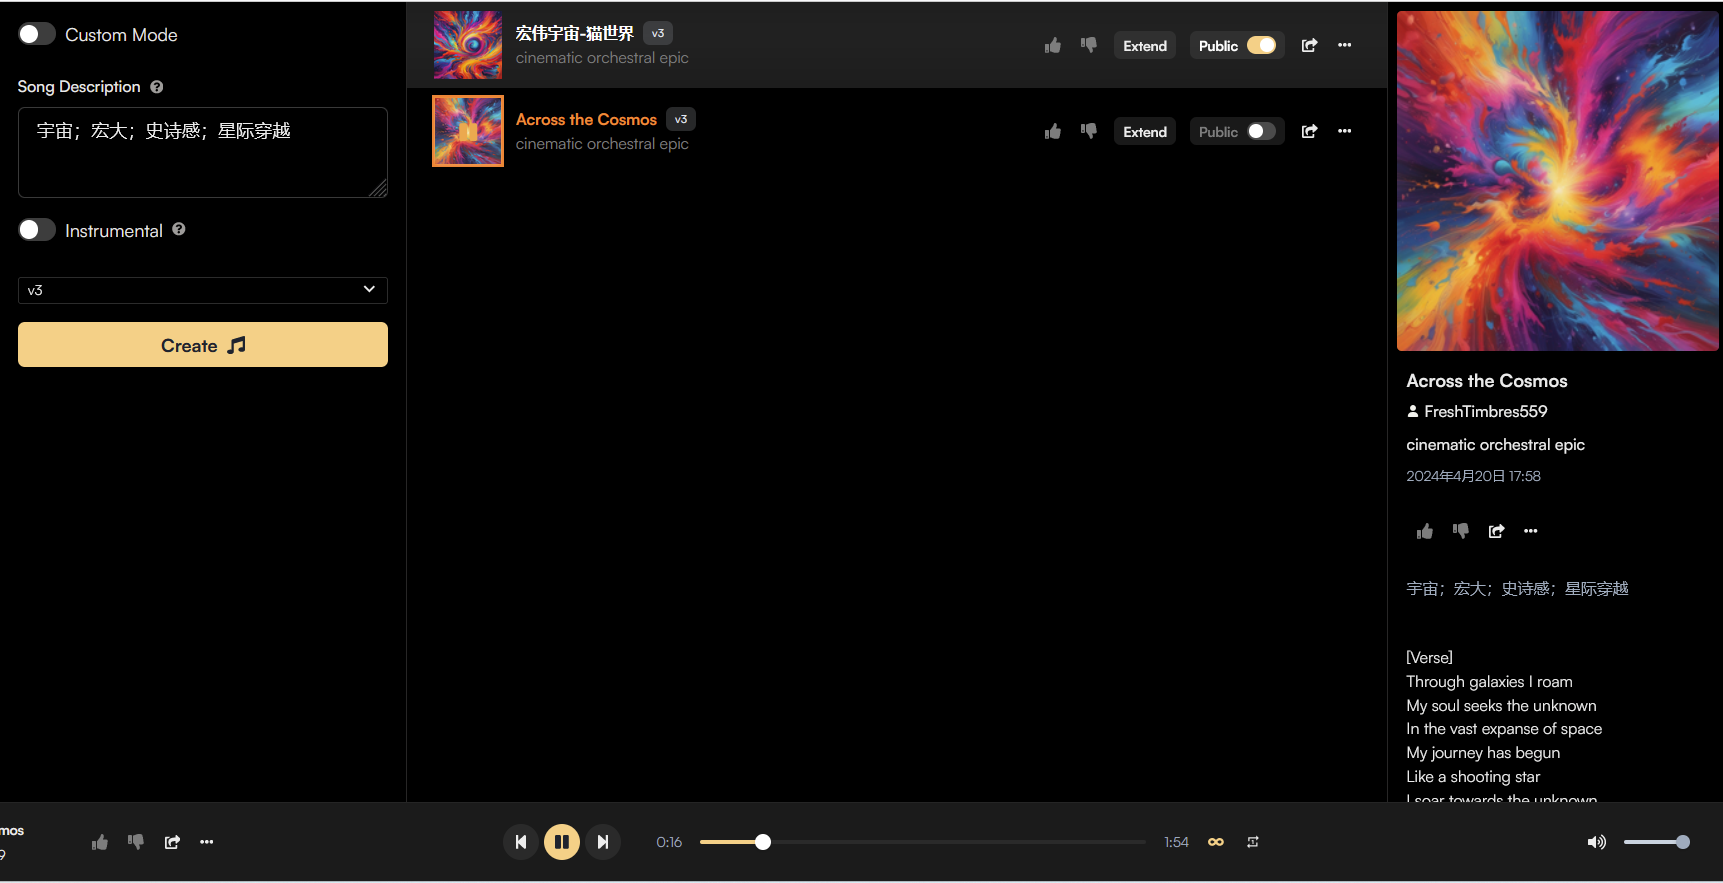 Custom Mode
Song Description
宇宙；宏大；史诗感；星际穿越
Instrumental
v3
Create
宏伟宇宙-猫世界 v3
cinematic orchestral epic
Extend
Public
Across the Cosmos v3
cinematic orchestral epic
Extend
Public
Across the Cosmos
FreshTimbres559
cinematic orchestral epic
2024年4月20日 17:58
宇宙；宏大；史诗感；星际穿越
[Verse]
Through galaxies I roam
My soul seeks the unknown
In the vast expanse of space
My journey has begun
Like a shooting star
I soar towards the unknown
mos
9
0:16
1:54